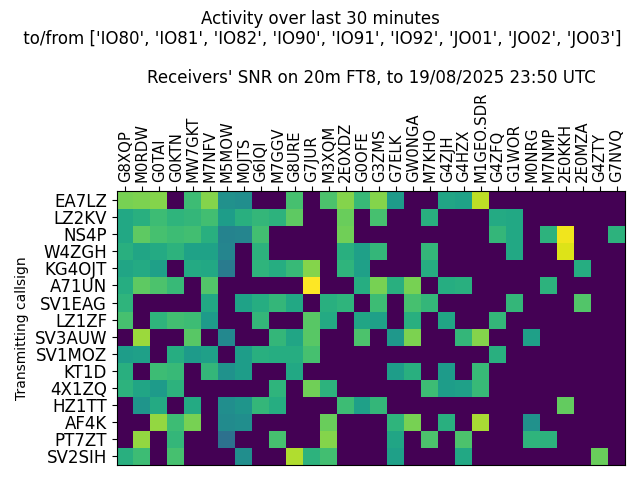 Activity over last 30 minutes
to/from ['IO80', 'IO81', 'IO82', 'IO90', 'IO91', 'IO92', 'JO01', 'JO02', 'JO03']
Receivers' SNR on 20m FT8, to 19/08/2025 23:50 UTC
G8XQP
M0RDW
G0TAI
G0KTN
MW7GKT
M7NFV
M5MOW
M0JTS
G6IQI
M7GGV
G8URE
G7JUR
M3XQM
2E0XDZ
G0OFE
G3ZMS
G7ELK
GW0NGA
M7KHO
G4ZJH
G4HZX
M1GEO.SDR
G4ZFQ
G1WOR
M0NRG
M7NMP
2E0KKH
2E0MZA
G4ZTY
G7NVQ
Transmitting callsign
EA7LZ
LZ2KV
NS4P
W4ZGH
KG4OJT
A71UN
SV1EAG
LZ1ZF
SV3AUW
SV1MOZ
KT1D
4X1ZQ
HZ1TT
AF4K
PT7ZT
SV2SIH